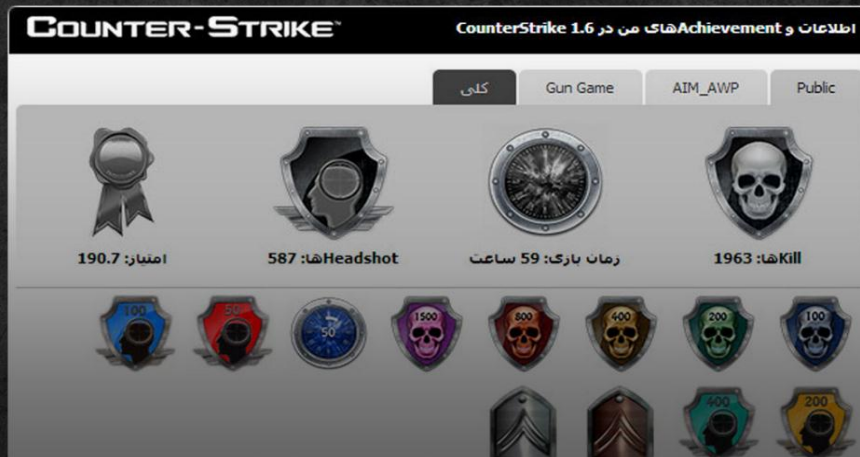 COUNTER-STRIKE™
اطلاعات و Achievementهای من در CounterStrike 1.6
Public
AIM_AWP
Gun Game
کلی
Killها: 1963
زمان بازی: 59 ساعت
Headshotها: 587
امتیاز: 190.7
100
200
400
800
1500
50
50
100
200
400